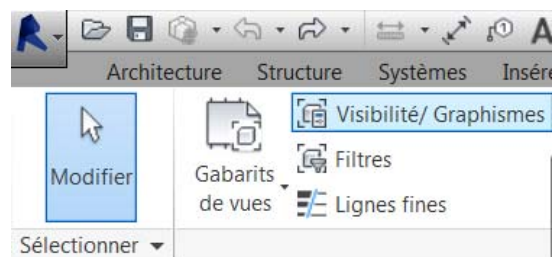 Architecture Structure Systèmes
Modifier
Gabarits
de vues
Visibilité/ Graphismes
Filtres
Lignes fines
Sélectionner